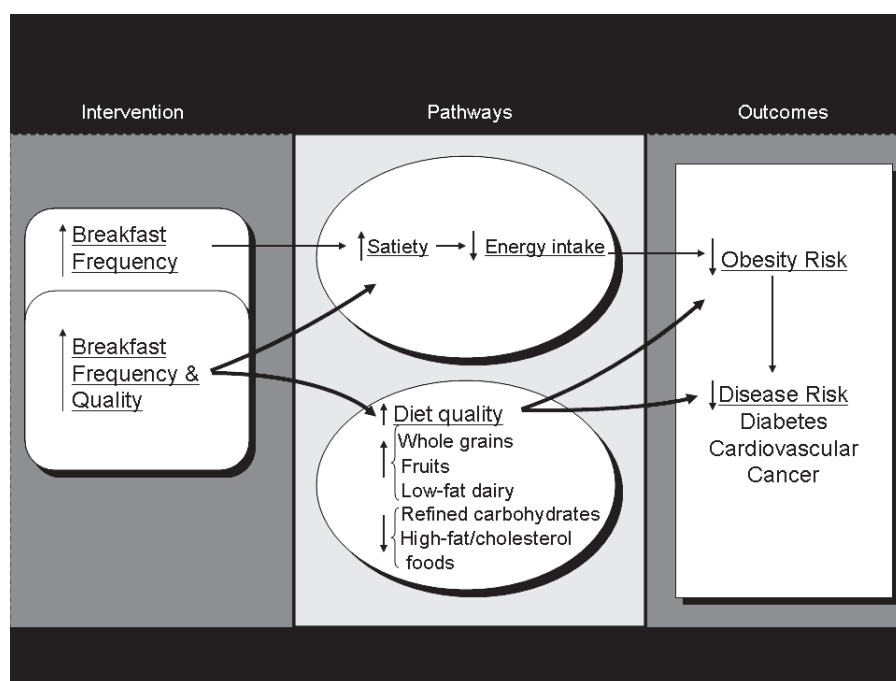 Intervention
Pathways
Outcomes
Breakfast
Frequency
Breakfast
Frequency &
Quality
Satiety
Energy intake
Diet quality
Whole grains
Fruits
Low-fat dairy
Refined carbohydrates
High-fat/cholesterol
foods
Obesity Risk
Disease Risk
Diabetes
Cardiovascular
Cancer